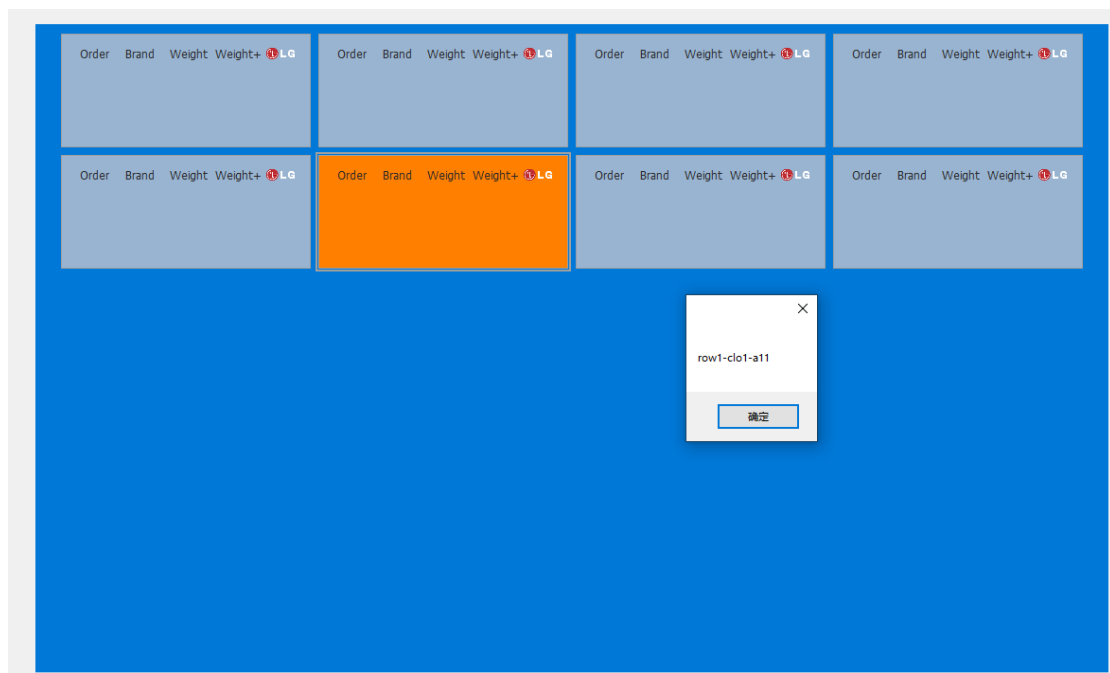 Order Brand Weight Weight+ LG Order Brand Weight Weight+ LG Order Brand Weight Weight+ LG Order Brand Weight Weight+ LG
Order Brand Weight Weight+ LG Order Brand Weight Weight+ LG Order Brand Weight Weight+ LG Order Brand Weight Weight+ LG
row1-clo1-a11
确定